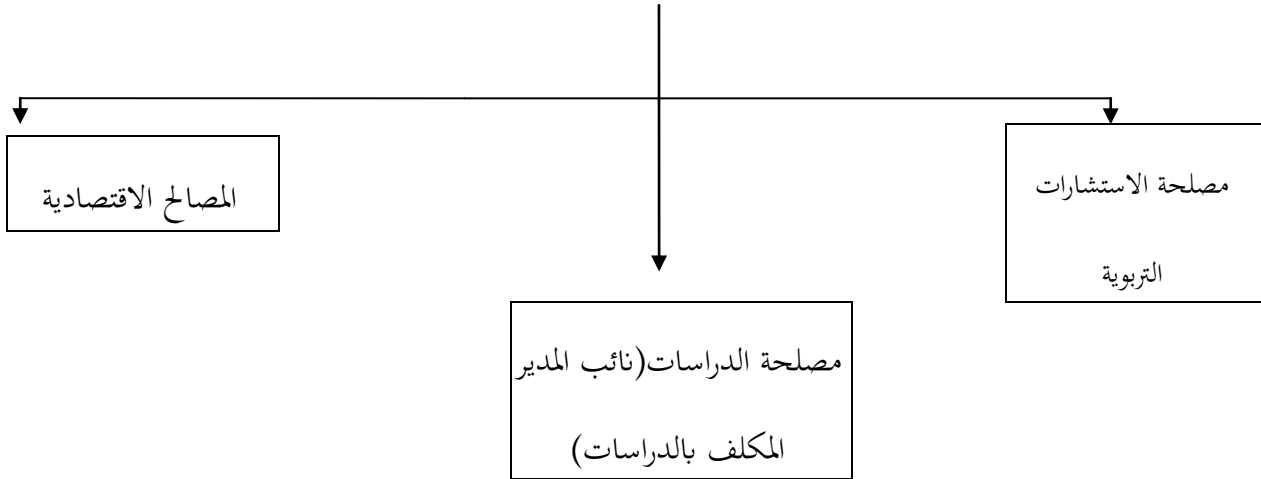 مصلحة الاستشارات
التربوية
المصالح الاقتصادية
مصلحة الدراسات(نائب المدير
المكلف بالدراسات)